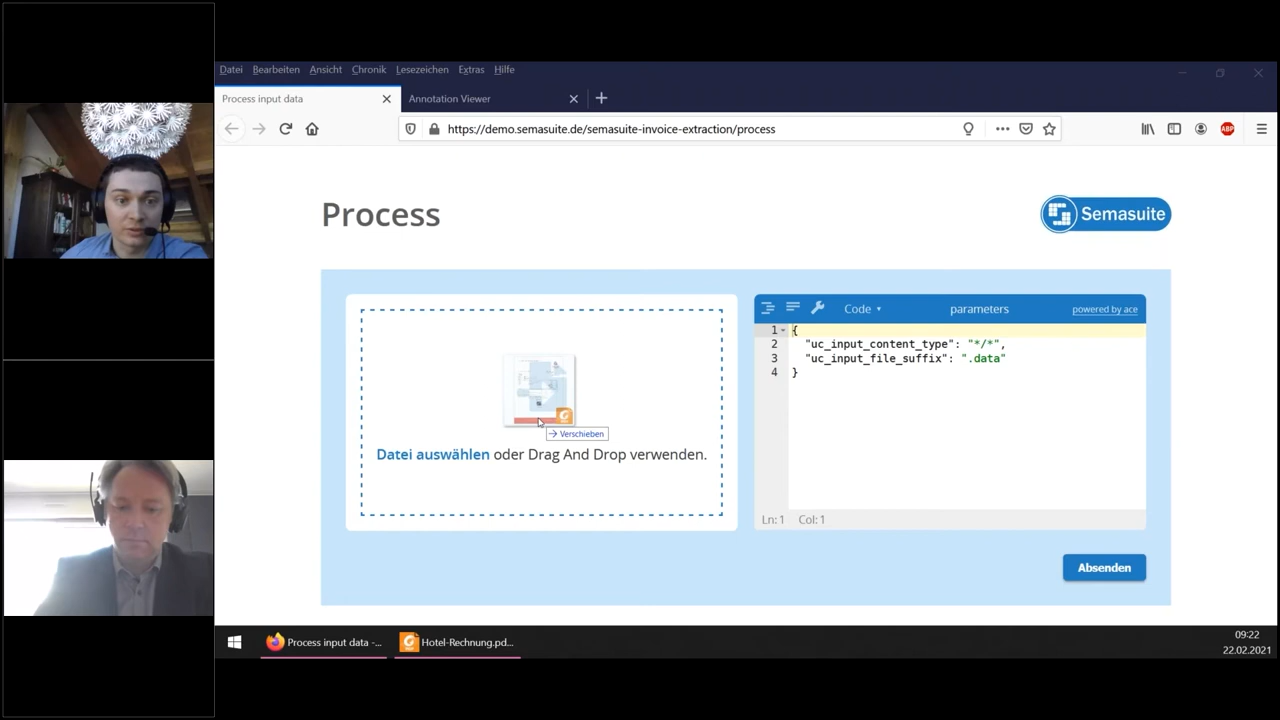 Datei Bearbeiten Ansicht Chronik Lesezeichen Extras Hilfe
Process input data
Annotation Viewer
https://demo.semasuite.de/semasuite-invoice-extraction/process
ABP
Process
Semasuite
Verschieben
Datei auswählen oder Drag And Drop verwenden.
Code
parameters
powered by ace
1 {
2 "uc_input_content_type": "*/*",
3 "uc_input_file_suffix": ".data"
4 }
Ln:1 Col:1
Absenden
Process input data -...
Hotel-Rechnung.pd...
09:22
22.02.2021